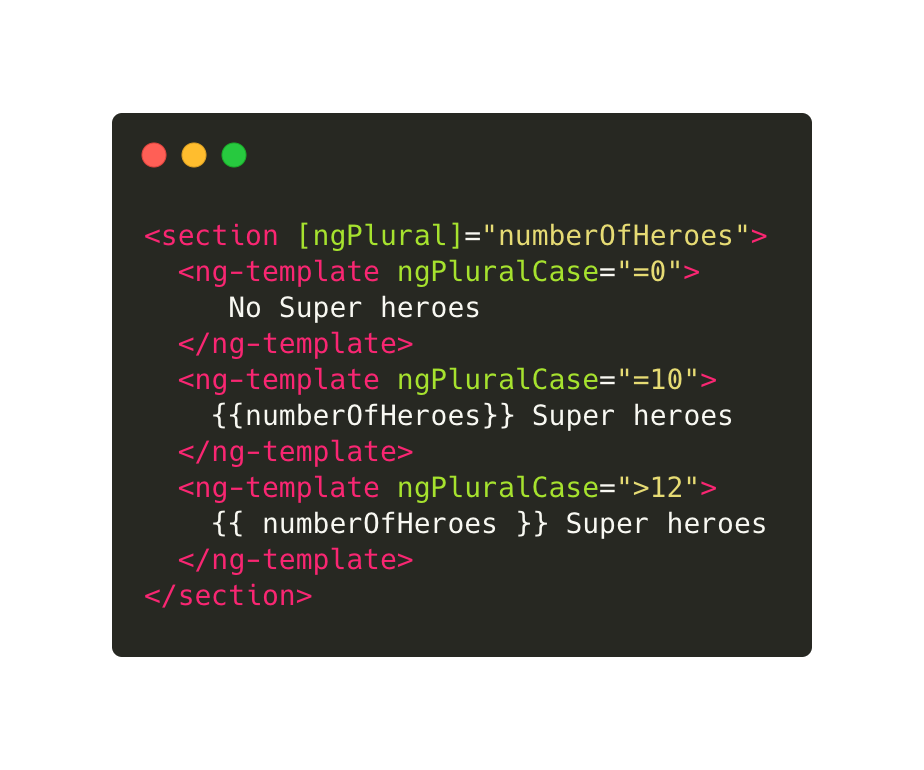 <section [ngPlural]="numberOfHeroes">
  <ng-template ngPluralCase="=0">
     No Super heroes
  </ng-template>
  <ng-template ngPluralCase="=10">
    {{numberOfHeroes}} Super heroes
  </ng-template>
  <ng-template ngPluralCase=">12">
    {{ numberOfHeroes }} Super heroes
  </ng-template>
</section>